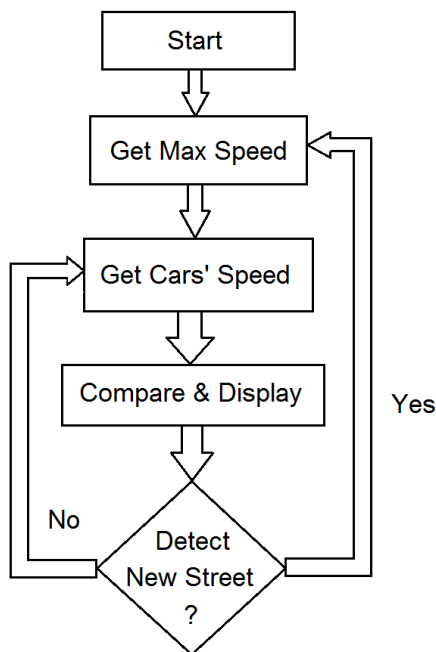 Start
Get Max Speed
Get Cars' Speed
Compare & Display
Yes
No
Detect
New Street
?